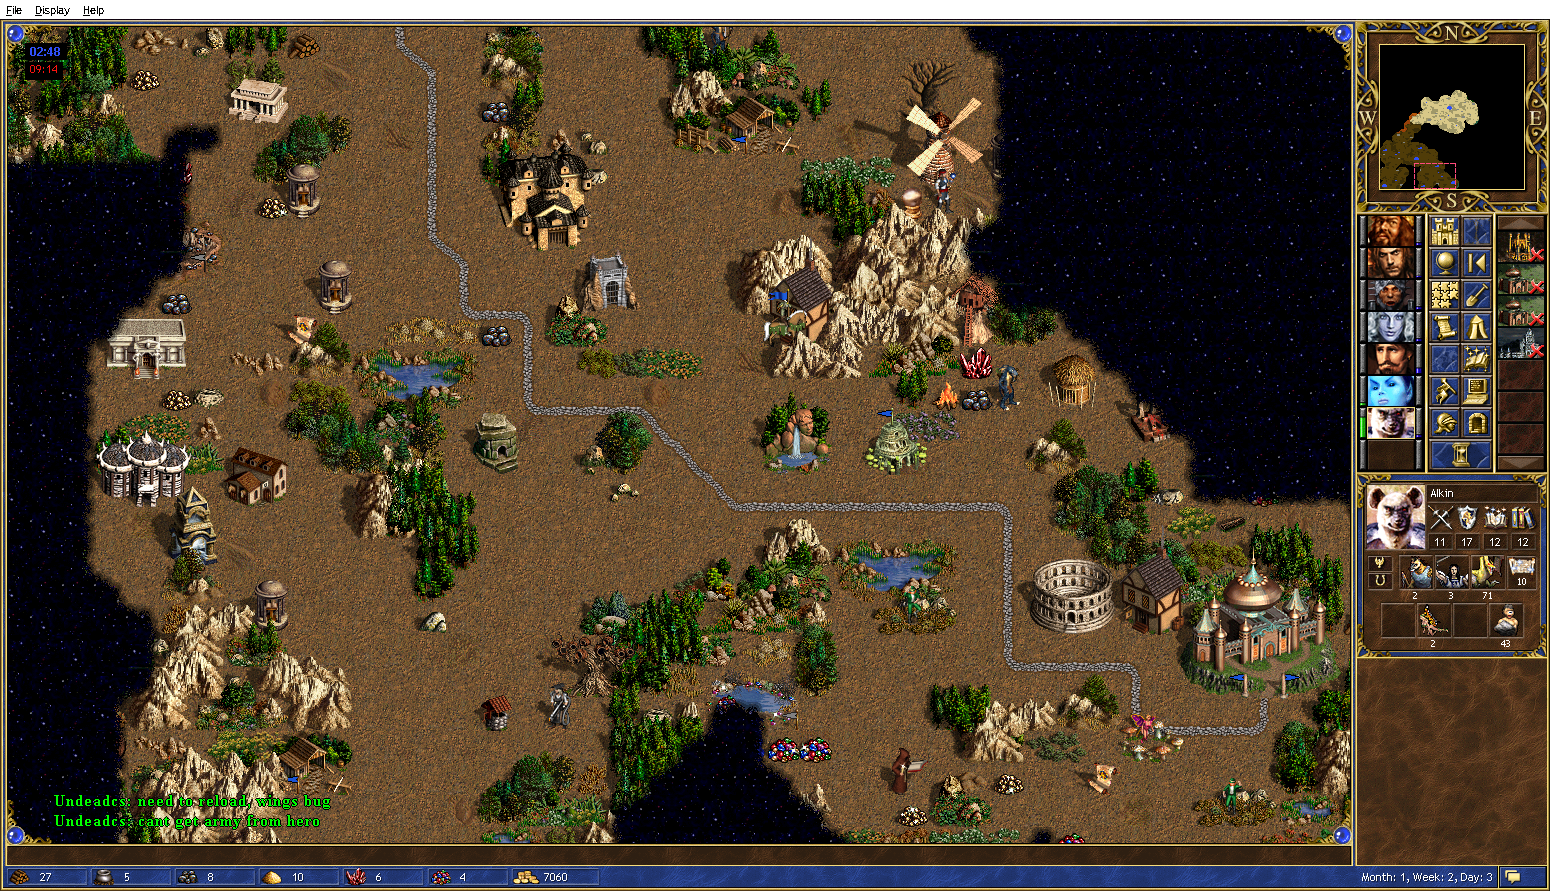 File Display Help
N
02:48
09:14
W
E
S
Alkin
11 17 12 12
10
2 3 71
2 43
Undeadcs: need to reload, wings bug
Undeadcs: cant get army from hero
27 5 8 10 6 4 7060 Month: 1, Week: 2, Day: 3